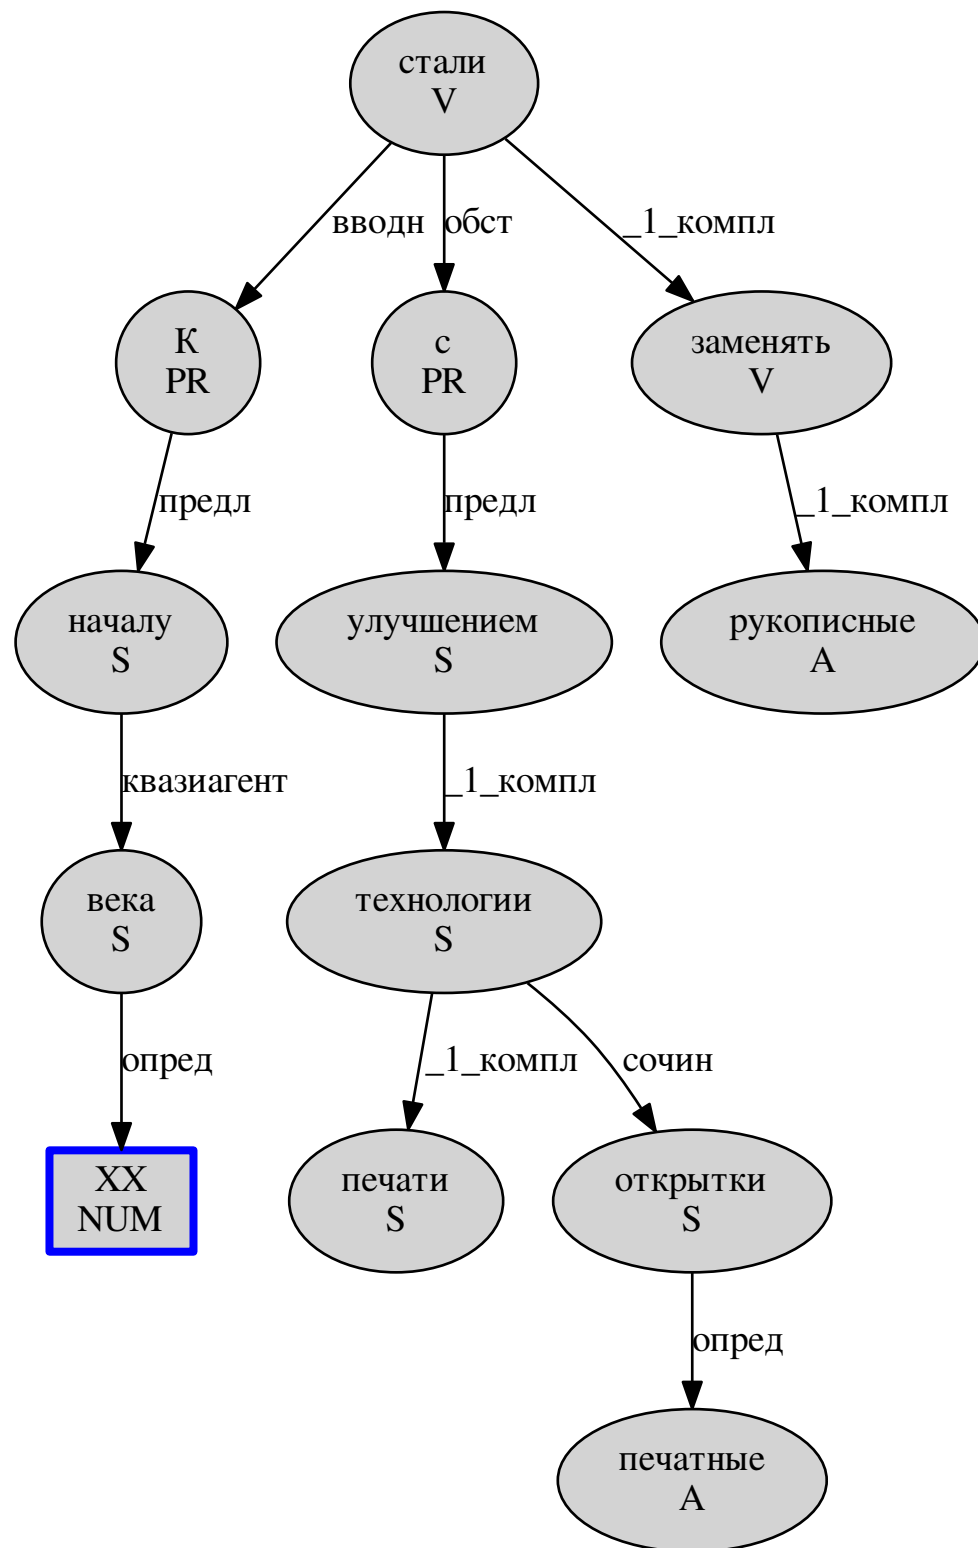 стали
V
вводн
обст
_1_компл
К
PR
с
PR
заменять
V
предл
предл
_1_компл
началу
S
улучшением
S
рукописные
A
квазиагент
_1_компл
века
S
технологии
S
опред
_1_компл
сочин
XX
NUM
печати
S
открытки
S
опред
печатные
A